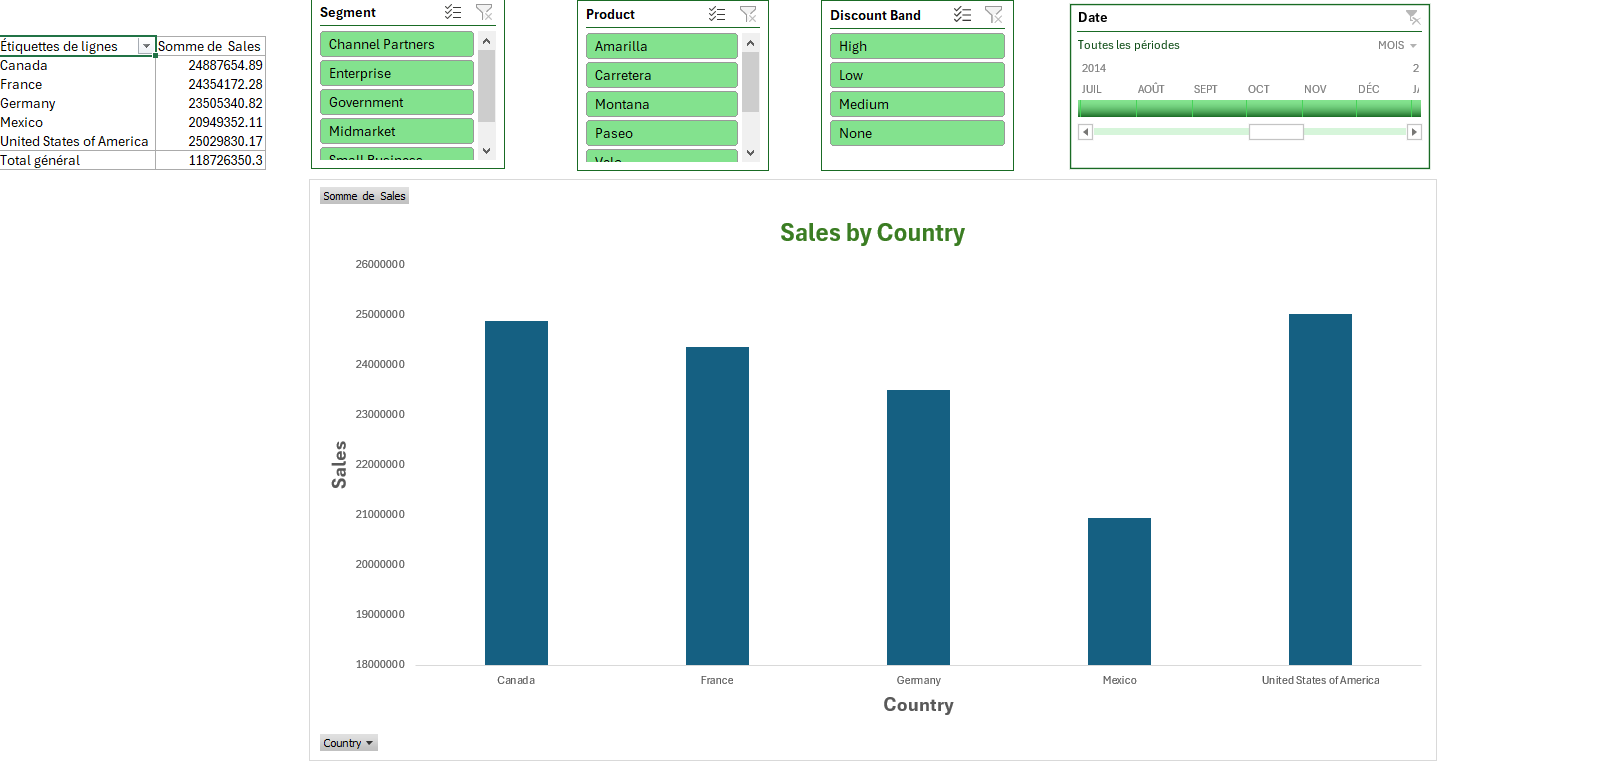 Étiquettes de lignes Somme de Sales
Canada 24887654.89
France 24354172.28
Germany 23505340.82
Mexico 20949352.11
United States of America 25029830.17
Total général 118726350.3
Segment
Channel Partners
Enterprise
Government
Midmarket
Small Business
Product
Amarilla
Carretera
Montana
Paseo
Velo
Discount Band
High
Low
Medium
None
Date
Toutes les périodes MOIS
2014 2
JUIL AOÛT SEPT OCT NOV DÉC
Somme de Sales
Sales by Country
26000000
25000000
24000000
23000000
22000000
21000000
20000000
19000000
18000000
Sales
Canada France Germany Mexico United States of America
Country
Country